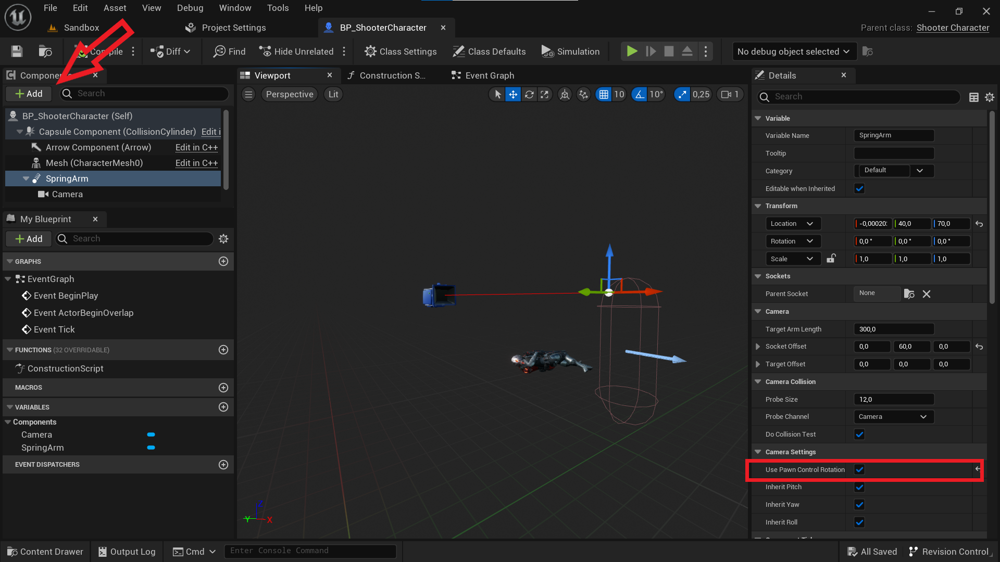 File Edit Asset View Debug Window Tools Help
Sandbox
Project Settings
BP_ShooterCharacter
Parent class: Shooter Character
Compile
Diff
Find
Hide Unrelated
Class Settings
Class Defaults
Simulation
No debug object selected
Components
Add
Search
BP_ShooterCharacter (Self)
Capsule Component (CollisionCylinder) Edit i
Arrow Component (Arrow) Edit in C++
Mesh (CharacterMesh0) Edit in C++
SpringArm
Camera
My Blueprint
Add
Search
GRAPHS
EventGraph
Event BeginPlay
Event ActorBeginOverlap
Event Tick
FUNCTIONS (32 OVERRIDABLE)
ConstructionScript
MACROS
VARIABLES
Components
Camera
SpringArm
EVENT DISPATCHERS
Viewport
Construction S...
Event Graph
Perspective
Lit
10
10°
0,25
1
Z
Y
X
Details
Search
Variable
Variable Name SpringArm
Tooltip
Category Default
Editable when Inherited
Transform
Location -0,00020 40,0 70,0
Rotation 0,0 ° 0,0 ° 0,0 °
Scale 1,0 1,0 1,0
Sockets
Parent Socket None
Camera
Target Arm Length 300,0
Socket Offset 0,0 60,0 0,0
Target Offset 0,0 0,0 0,0
Camera Collision
Probe Size 12,0
Probe Channel Camera
Do Collision Test
Camera Settings
Use Pawn Control Rotation
Inherit Pitch
Inherit Yaw
Inherit Roll
Content Drawer
Output Log
Cmd
Enter Console Command
All Saved
Revision Control